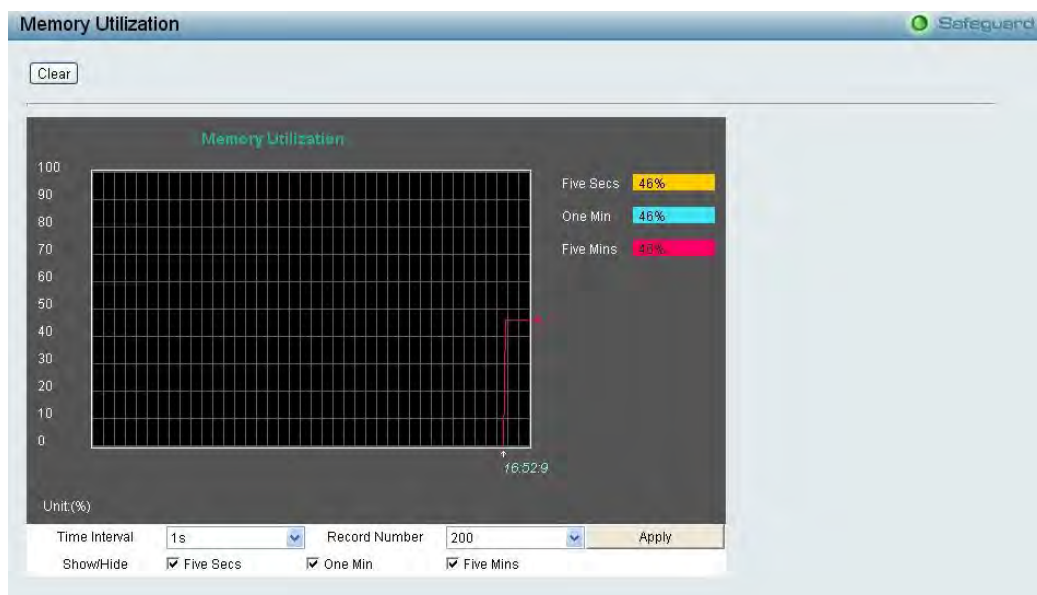 Memory Utilization
Safeguard
Clear
Memory Utilization
100
90
80
70
60
50
40
30
20
10
0
Five Secs 46%
One Min 46%
Five Mins 46%
16:52:9
Unit:(%)
Time Interval 1s Record Number 200 Apply
Show/Hide Five Secs One Min Five Mins